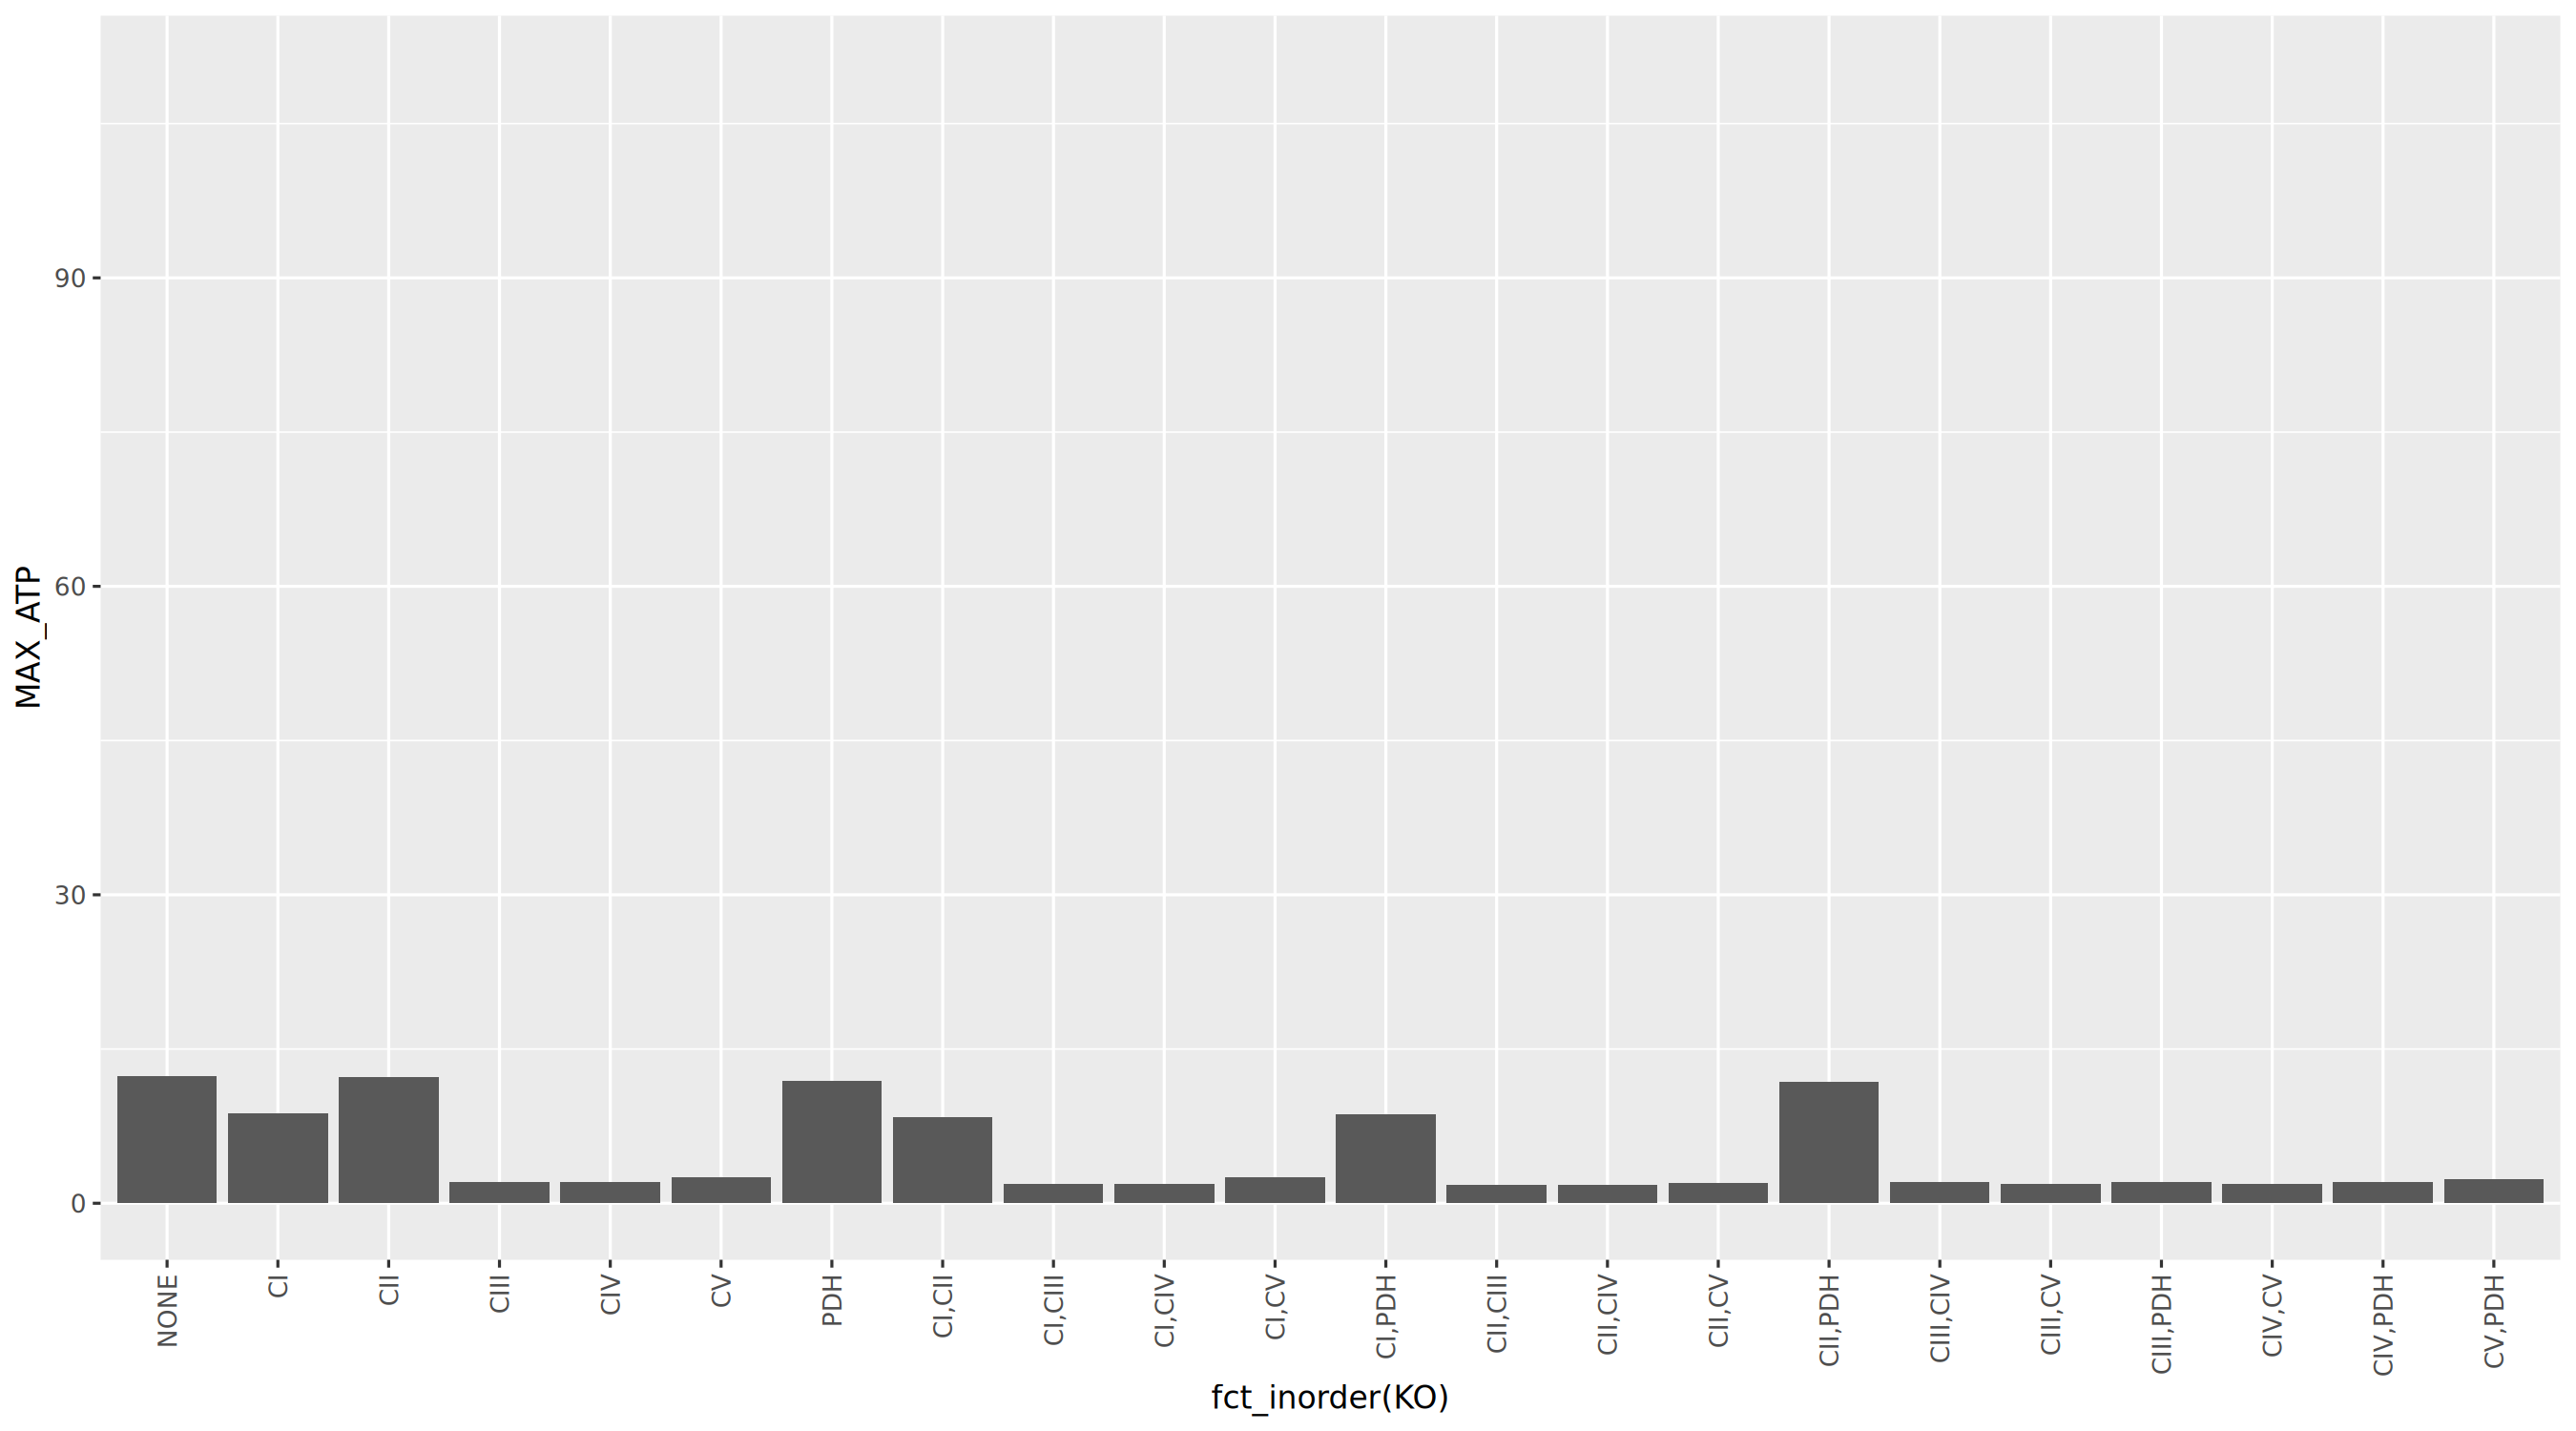 MAX_ATP
90
60
30
0
NONE
CI
CII
CIII
CIV
CV
PDH
CI,CII
CI,CIII
CI,CIV
CI,CV
CI,PDH
CII,CIII
CII,CIV
CII,CV
CII,PDH
CIII,CIV
CIII,CV
CIII,PDH
CIV,CV
CIV,PDH
CV,PDH
fct_inorder(KO)